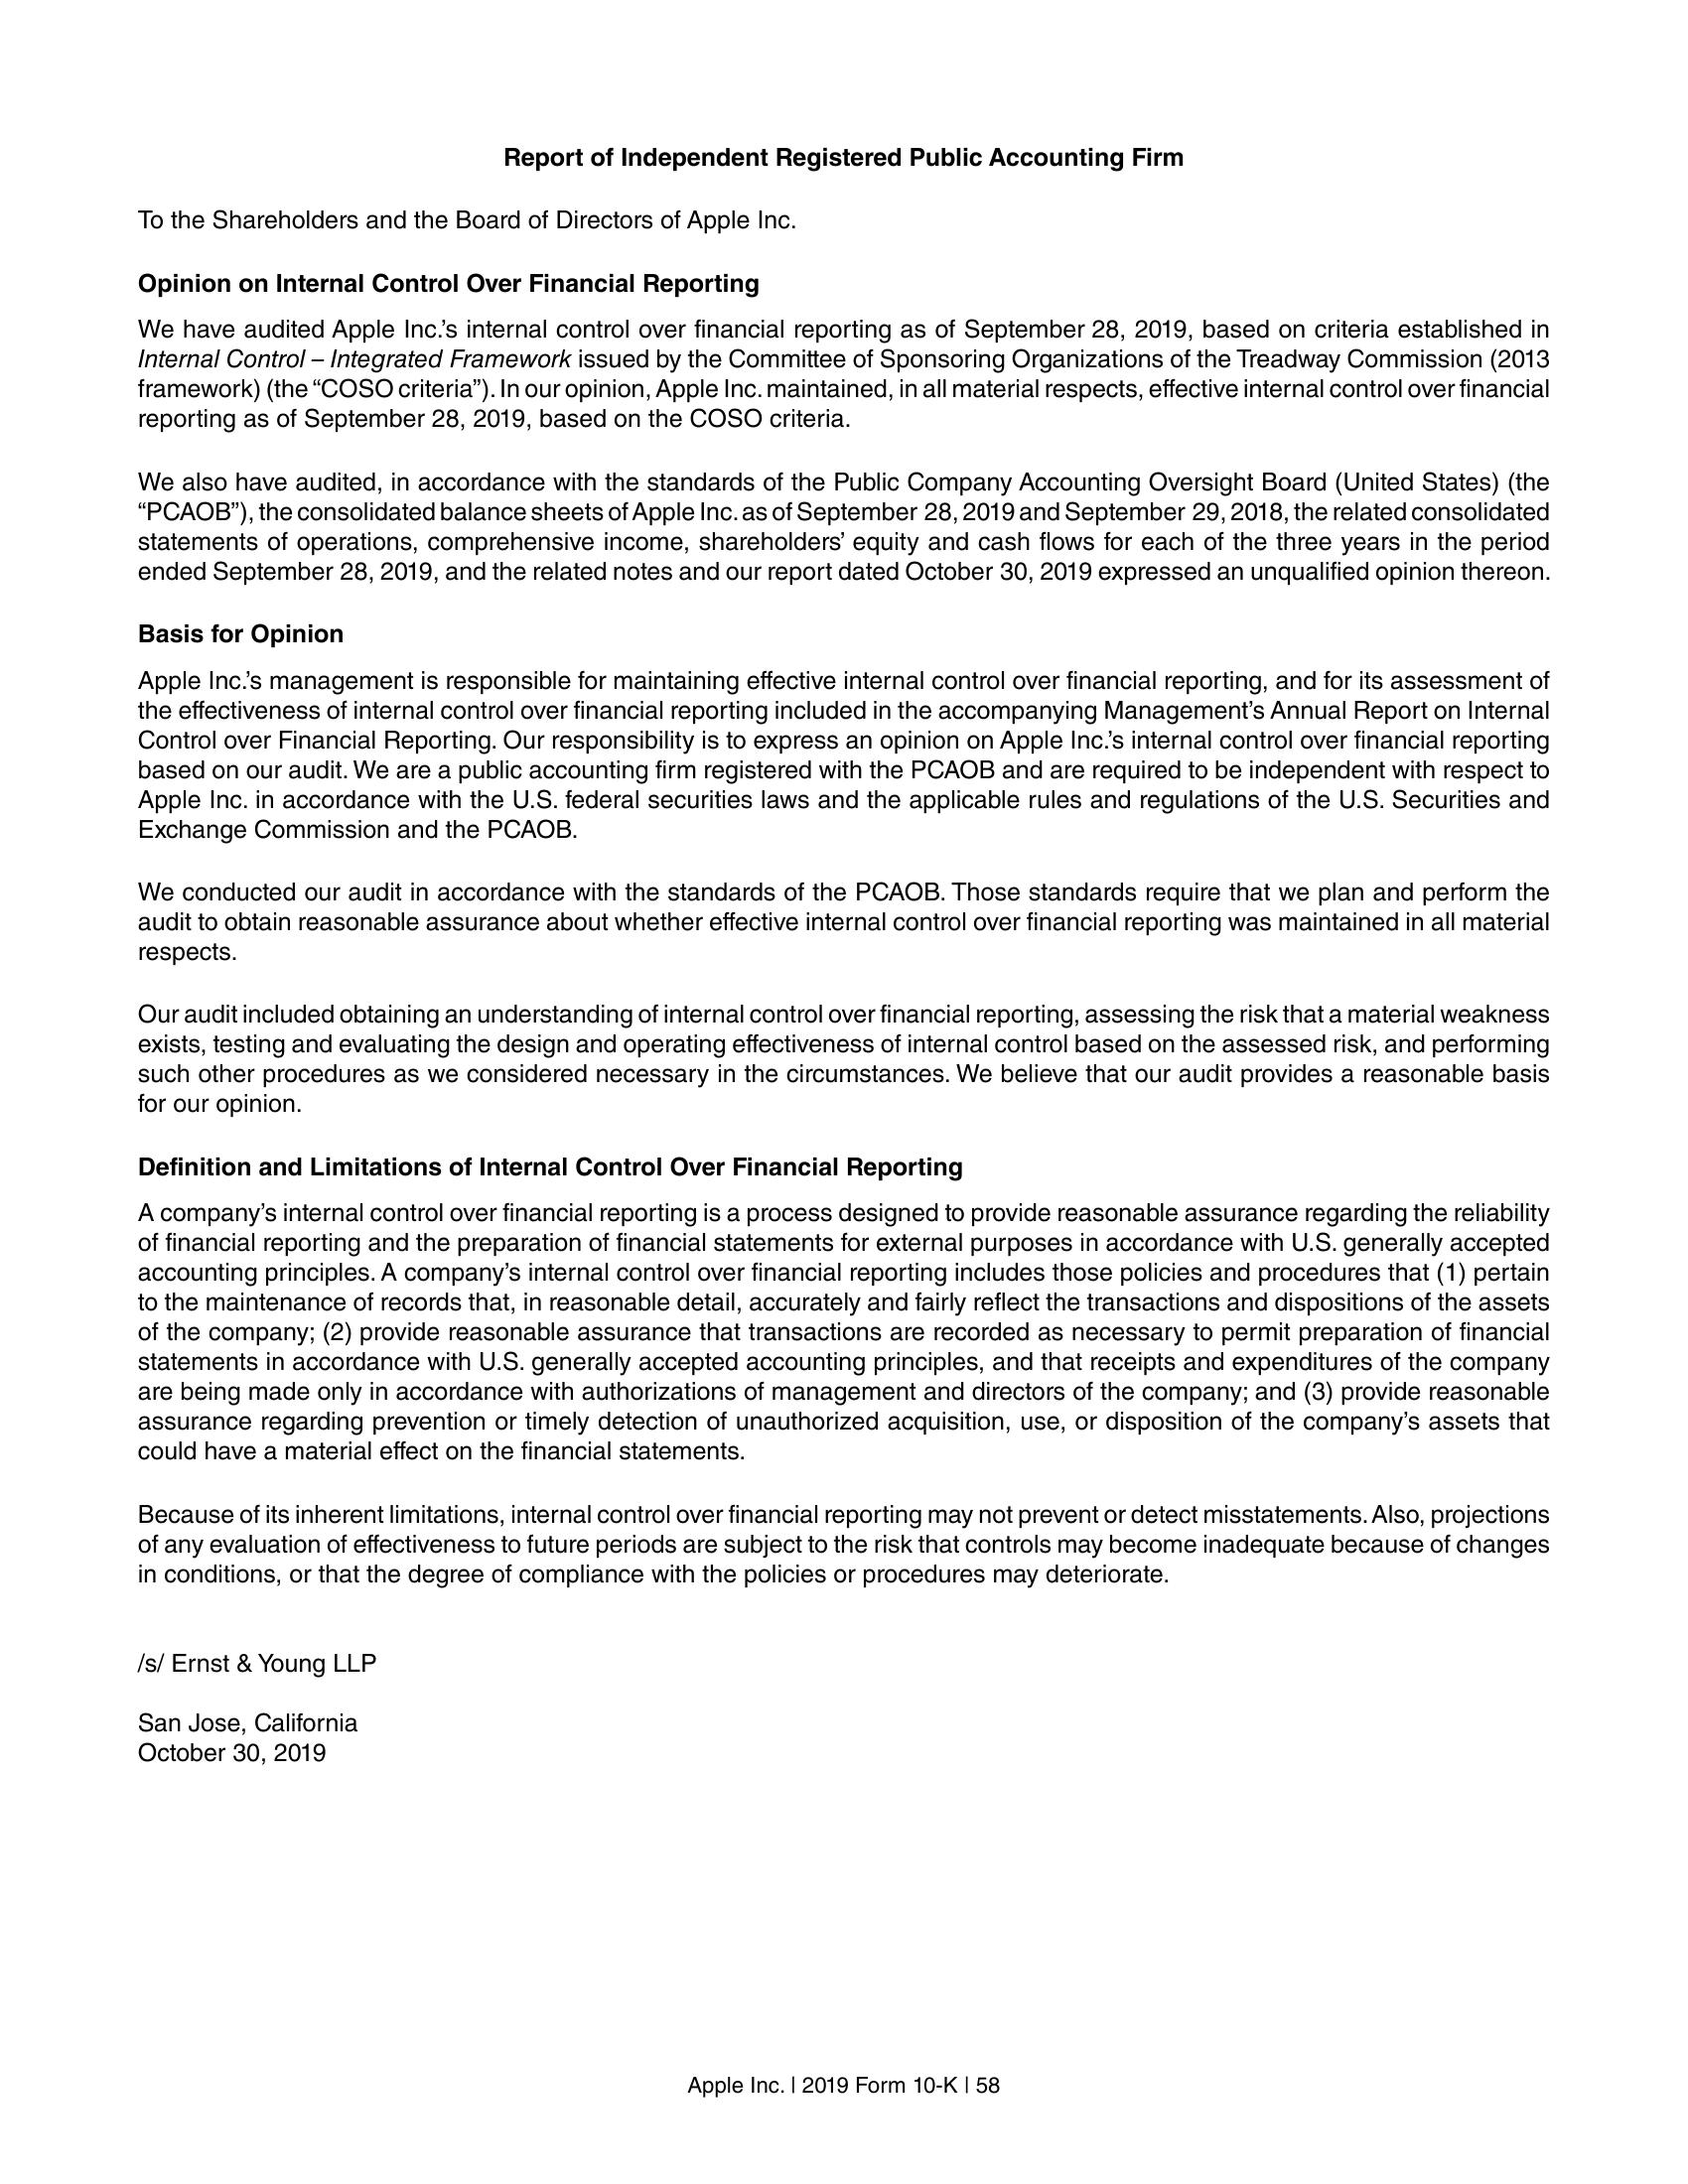 Report of Independent Registered Public Accounting Firm
To the Shareholders and the Board of Directors of Apple Inc.
Opinion on Internal Control Over Financial Reporting
We have audited Apple Inc.’s internal control over financial reporting as of September 28, 2019, based on criteria established in
Internal Control – Integrated Framework issued by the Committee of Sponsoring Organizations of the Treadway Commission (2013
framework) (the “COSO criteria”). In our opinion, Apple Inc. maintained, in all material respects, effective internal control over financial
reporting as of September 28, 2019, based on the COSO criteria.
We also have audited, in accordance with the standards of the Public Company Accounting Oversight Board (United States) (the
“PCAOB”), the consolidated balance sheets of Apple Inc. as of September 28, 2019 and September 29, 2018, the related consolidated
statements of operations, comprehensive income, shareholders’ equity and cash flows for each of the three years in the period
ended September 28, 2019, and the related notes and our report dated October 30, 2019 expressed an unqualified opinion thereon.
Basis for Opinion
Apple Inc.’s management is responsible for maintaining effective internal control over financial reporting, and for its assessment of
the effectiveness of internal control over financial reporting included in the accompanying Management’s Annual Report on Internal
Control over Financial Reporting. Our responsibility is to express an opinion on Apple Inc.’s internal control over financial reporting
based on our audit. We are a public accounting firm registered with the PCAOB and are required to be independent with respect to
Apple Inc. in accordance with the U.S. federal securities laws and the applicable rules and regulations of the U.S. Securities and
Exchange Commission and the PCAOB.
We conducted our audit in accordance with the standards of the PCAOB. Those standards require that we plan and perform the
audit to obtain reasonable assurance about whether effective internal control over financial reporting was maintained in all material
respects.
Our audit included obtaining an understanding of internal control over financial reporting, assessing the risk that a material weakness
exists, testing and evaluating the design and operating effectiveness of internal control based on the assessed risk, and performing
such other procedures as we considered necessary in the circumstances. We believe that our audit provides a reasonable basis
for our opinion.
Definition and Limitations of Internal Control Over Financial Reporting
A company’s internal control over financial reporting is a process designed to provide reasonable assurance regarding the reliability
of financial reporting and the preparation of financial statements for external purposes in accordance with U.S. generally accepted
accounting principles. A company’s internal control over financial reporting includes those policies and procedures that (1) pertain
to the maintenance of records that, in reasonable detail, accurately and fairly reflect the transactions and dispositions of the assets
of the company; (2) provide reasonable assurance that transactions are recorded as necessary to permit preparation of financial
statements in accordance with U.S. generally accepted accounting principles, and that receipts and expenditures of the company
are being made only in accordance with authorizations of management and directors of the company; and (3) provide reasonable
assurance regarding prevention or timely detection of unauthorized acquisition, use, or disposition of the company’s assets that
could have a material effect on the financial statements.
Because of its inherent limitations, internal control over financial reporting may not prevent or detect misstatements. Also, projections
of any evaluation of effectiveness to future periods are subject to the risk that controls may become inadequate because of changes
in conditions, or that the degree of compliance with the policies or procedures may deteriorate.
/s/ Ernst & Young LLP
San Jose, California
October 30, 2019
Apple Inc. | 2019 Form 10-K | 58